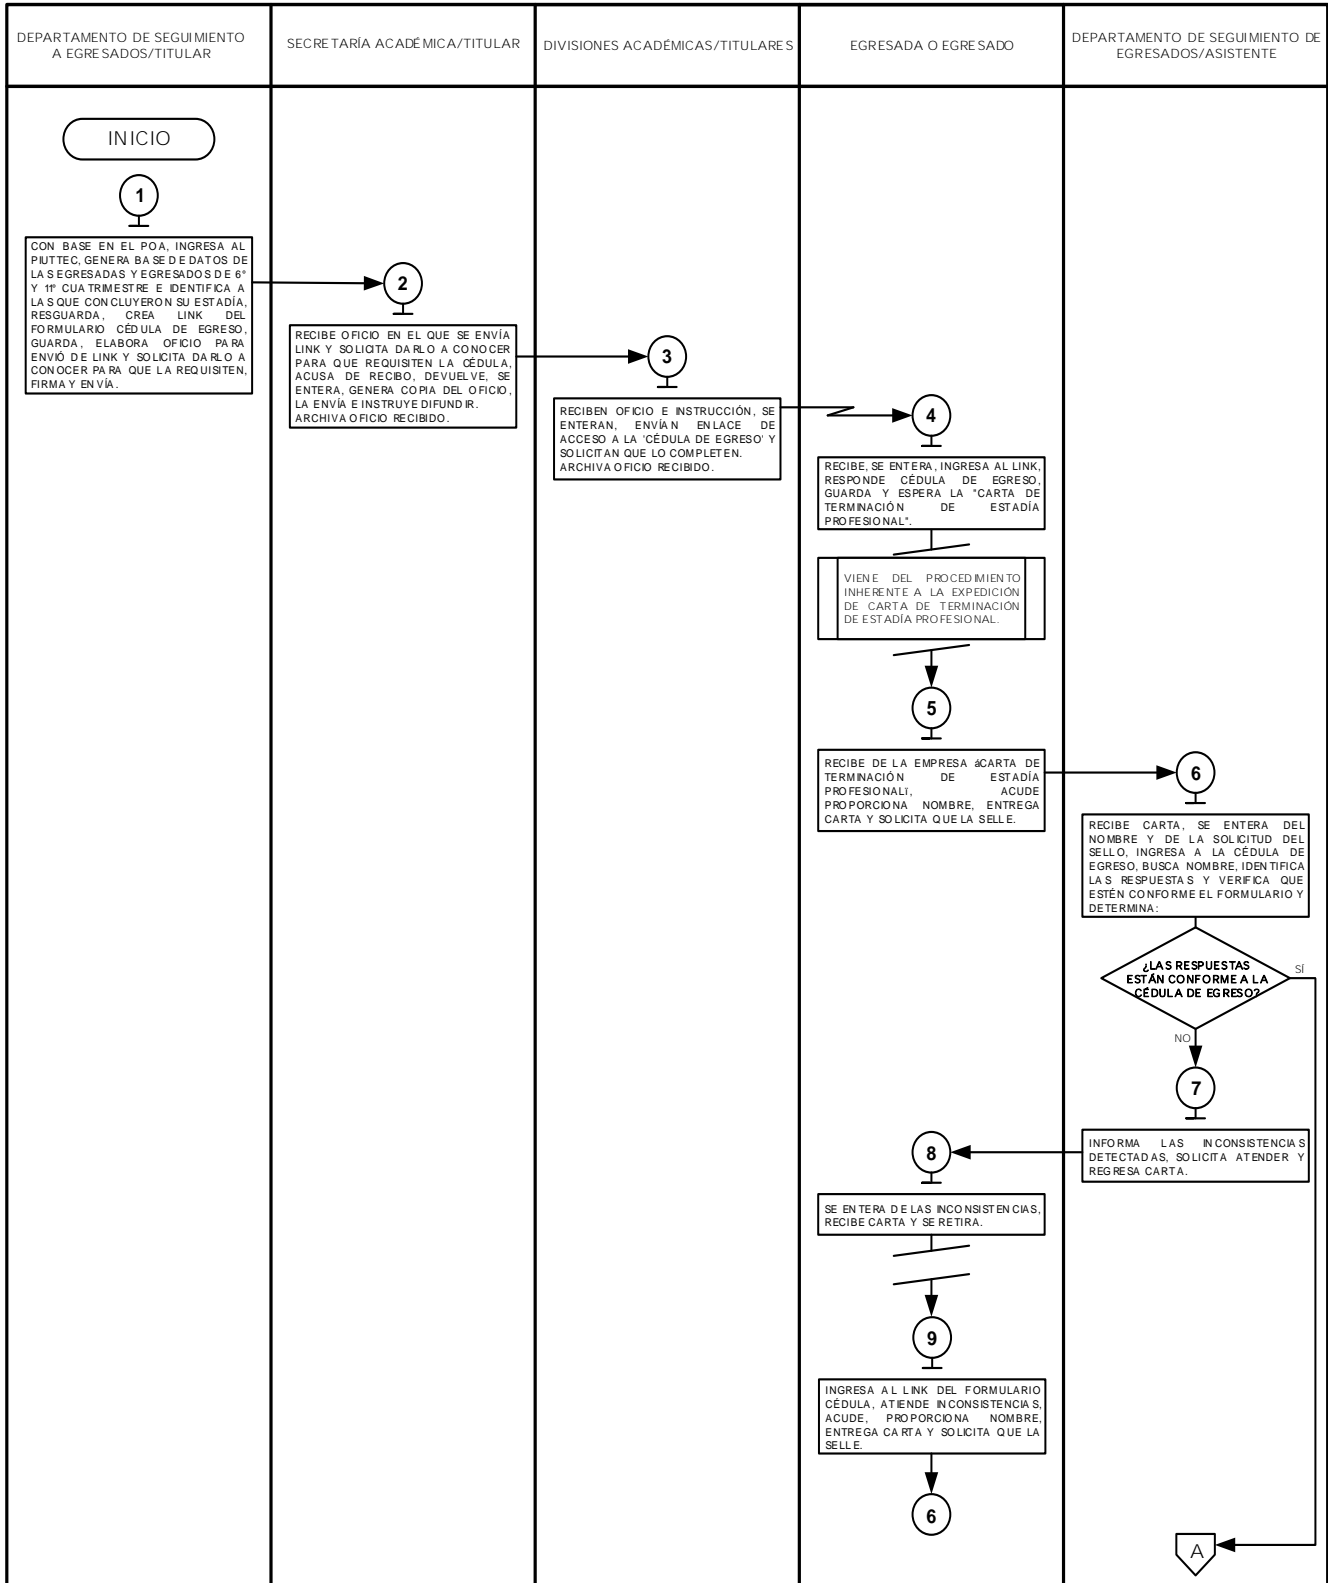 DEPARTAMENTO DE SEGUIMIENTO
A EGRESADOS/TITULAR
SECRETARÍA ACADÉMICA/TITULAR
DIVISIONES ACADÉMICAS/TITULARES
EGRESADA O EGRESADO
DEPARTAMENTO DE SEGUIMIENTO DE
EGRESADOS/ASISTENTE
INICIO
1
CON BASE EN EL POA, INGRESA AL
PIUTTEC, GENERA BASE DE DATOS DE
LAS EGRESADAS Y EGRESADOS DE 6°
Y 11° CUATRIMESTRE E IDENTIFICA A
LAS QUE CONCLUYERON SU ESTADÍA,
RESGUARDA, CREA LINK DEL
FORMULARIO CÉDULA DE EGRESO,
GUARDA, ELABORA OFICIO PARA
ENVIÓ DE LINK Y SOLICITA DARLO A
CONOCER PARA QUE LA REQUISITEN,
FIRMA Y ENVÍA.
2
RECIBE OFICIO EN EL QUE SE ENVÍA
LINK Y SOLICITA DARLO A CONOCER
PARA QUE REQUISITEN LA CÉDULA,
ACUSA DE RECIBO, DEVUELVE, SE
ENTERA, GENERA COPIA DEL OFICIO,
LA ENVÍA E INSTRUYE DIFUNDIR.
ARCHIVA OFICIO RECIBIDO.
3
RECIBEN OFICIO E INSTRUCCIÓN, SE
ENTERAN, ENVÍAN ENLACE DE
ACCESO A LA 'CÉDULA DE EGRESO' Y
SOLICITAN QUE LO COMPLETEN.
ARCHIVA OFICIO RECIBIDO.
4
RECIBE, SE ENTERA, INGRESA AL LINK,
RESPONDE CÉDULA DE EGRESO,
GUARDA Y ESPERA LA "CARTA DE
TERMINACIÓN DE ESTADÍA
PROFESIONAL".
VIENE DEL PROCEDIMIENTO
INHERENTE A LA EXPEDICIÓN
DE CARTA DE TERMINACIÓN
DE ESTADÍA PROFESIONAL.
5
RECIBE DE LA EMPRESA áCARTA DE
TERMINACIÓN DE ESTADÍA
PROFESIONALï, ACUDE
PROPORCIONA NOMBRE, ENTREGA
CARTA Y SOLICITA QUE LA SELLE.
6
RECIBE CARTA, SE ENTERA DEL
NOMBRE Y DE LA SOLICITUD DEL
SELLO, INGRESA A LA CÉDULA DE
EGRESO, BUSCA NOMBRE, IDENTIFICA
LAS RESPUESTAS Y VERIFICA QUE
ESTÉN CONFORME EL FORMULARIO Y
DETERMINA:
¿LAS RESPUESTAS
ESTÁN CONFORME A LA
CÉDULA DE EGRESO?
SÍ
NO
7
INFORMA LAS INCONSISTENCIAS
DETECTADAS, SOLICITA ATENDER Y
REGRESA CARTA.
8
SE ENTERA DE LAS INCONSISTENCIAS,
RECIBE CARTA Y SE RETIRA.
9
INGRESA AL LINK DEL FORMULARIO
CÉDULA, ATIENDE INCONSISTENCIAS,
ACUDE, PROPORCIONA NOMBRE,
ENTREGA CARTA Y SOLICITA QUE LA
SELLE.
6
A